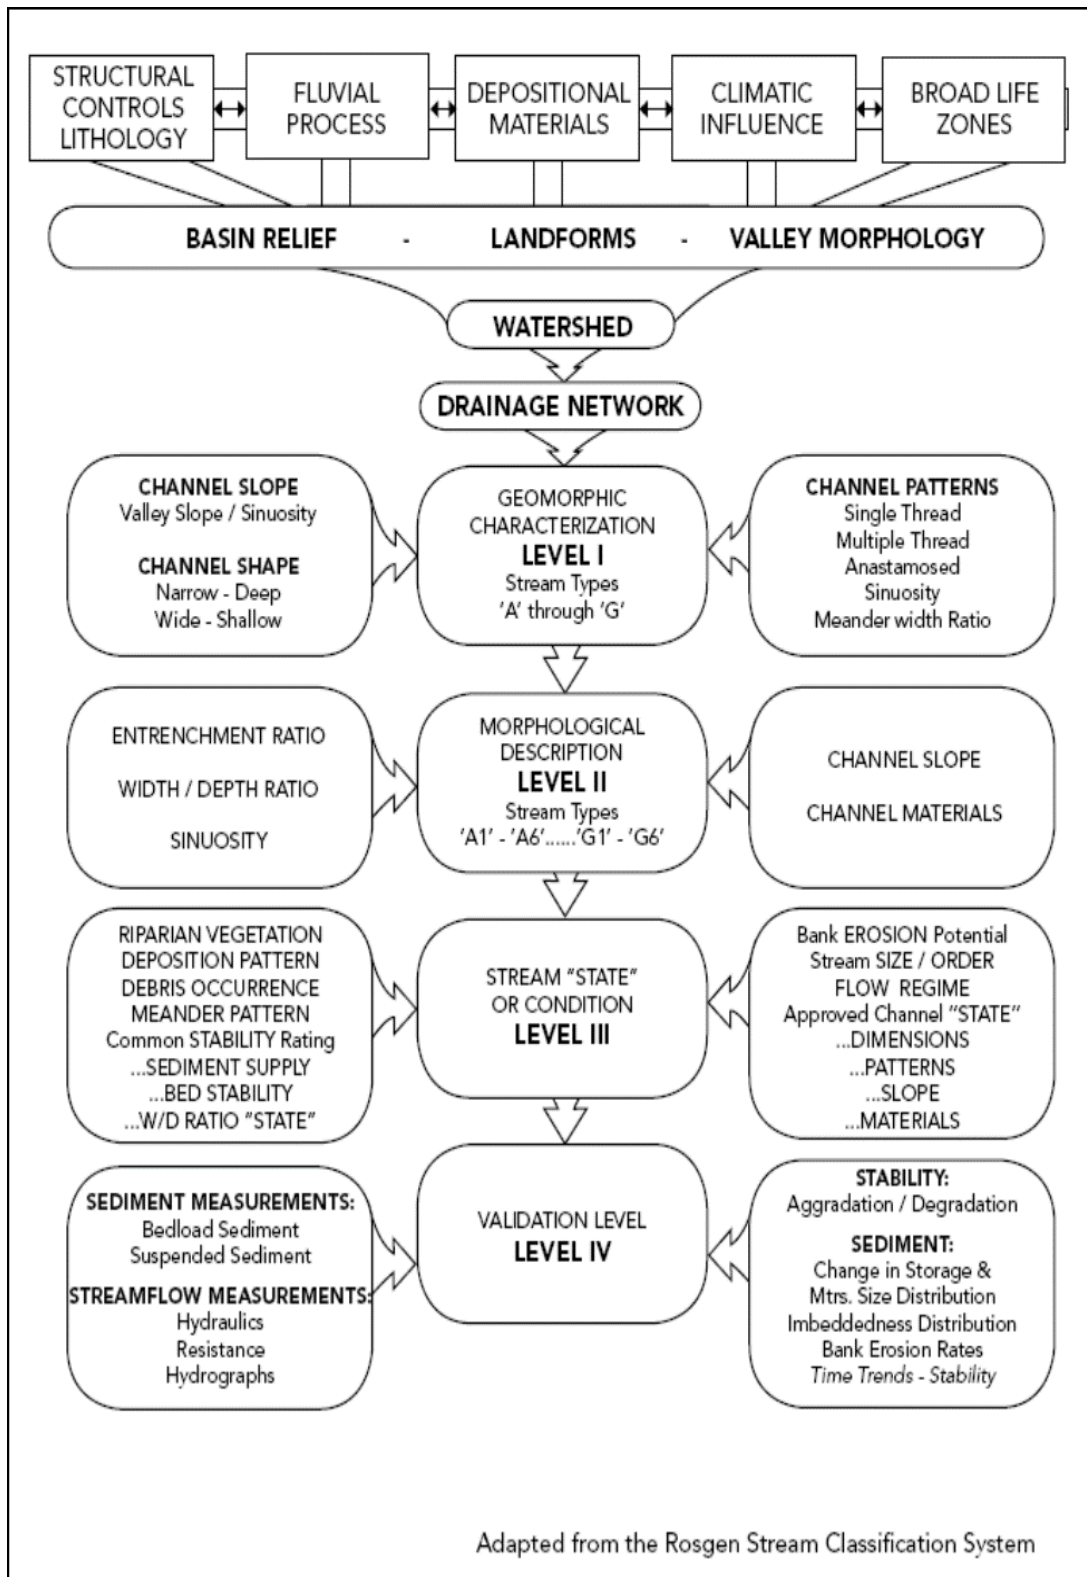 STRUCTURAL
CONTROLS
LITHOLOGY
FLUVIAL
PROCESS
DEPOSITIONAL
MATERIALS
CLIMATIC
INFLUENCE
BROAD LIFE
ZONES
BASIN RELIEF - LANDFORMS - VALLEY MORPHOLOGY
WATERSHED
DRAINAGE NETWORK
CHANNEL SLOPE
Valley Slope / Sinuosity
CHANNEL SHAPE
Narrow - Deep
Wide - Shallow
GEOMORPHIC
CHARACTERIZATION
LEVEL I
Stream Types
'A' through 'G'
CHANNEL PATTERNS
Single Thread
Multiple Thread
Anastamosed
Sinuosity
Meander width Ratio
ENTRENCHMENT RATIO
WIDTH / DEPTH RATIO
SINUOSITY
MORPHOLOGICAL
DESCRIPTION
LEVEL II
Stream Types
'A1' - 'A6'......'G1' - 'G6'
CHANNEL SLOPE
CHANNEL MATERIALS
RIPARIAN VEGETATION
DEPOSITION PATTERN
DEBRIS OCCURRENCE
MEANDER PATTERN
Common STABILITY Rating
...SEDIMENT SUPPLY
...BED STABILITY
...W/D RATIO "STATE"
STREAM "STATE"
OR CONDITION
LEVEL III
Bank EROSION Potential
Stream SIZE / ORDER
FLOW REGIME
Approved Channel "STATE"
...DIMENSIONS
...PATTERNS
...SLOPE
...MATERIALS
SEDIMENT MEASUREMENTS:
Bedload Sediment
Suspended Sediment
STREAMFLOW MEASUREMENTS:
Hydraulics
Resistance
Hydrographs
VALIDATION LEVEL
LEVEL IV
STABILITY:
Aggradation / Degradation
SEDIMENT:
Change in Storage &
Mtrs. Size Distribution
Imbeddedness Distribution
Bank Erosion Rates
Time Trends - Stability
Adapted from the Rosgen Stream Classification System